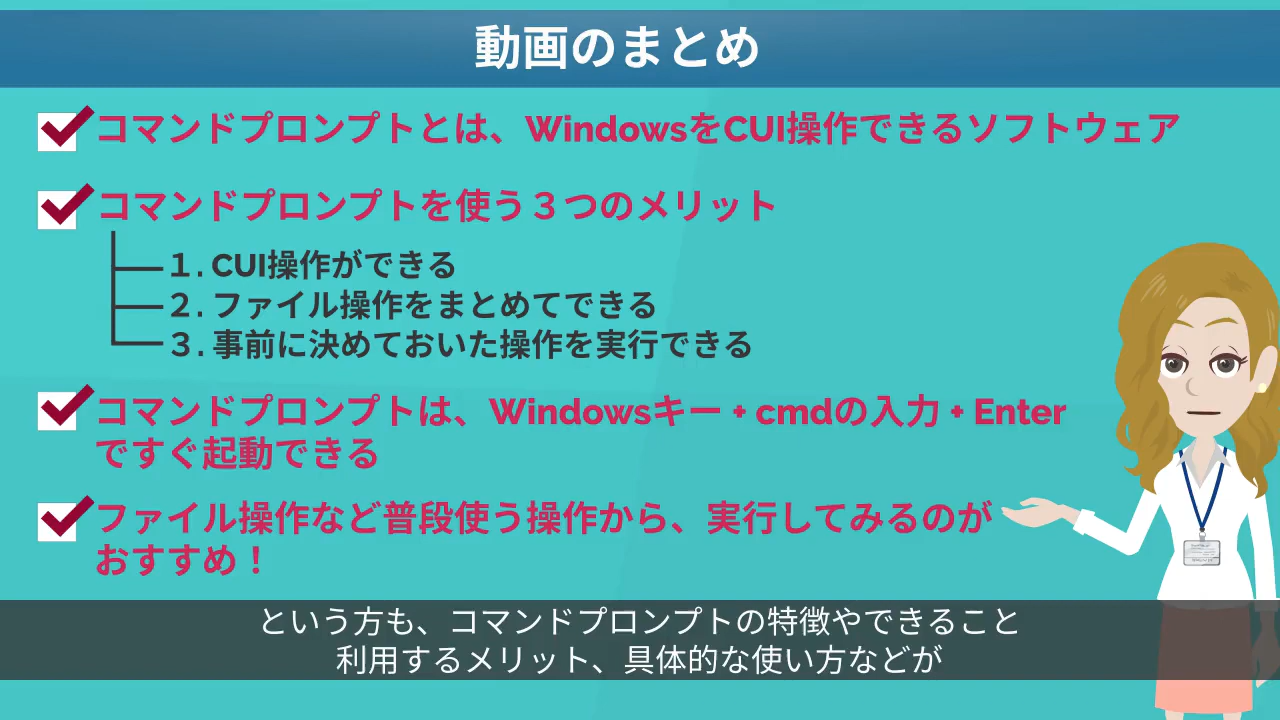 動画のまとめ
コマンドプロンプトとは、WindowsをCUI操作できるソフトウェア
コマンドプロンプトを使う３つのメリット
１. CUI操作ができる
２. ファイル操作をまとめてできる
３. 事前に決めておいた操作を実行できる
コマンドプロンプトは、Windowsキー + cmdの入力 + Enter
ですぐ起動できる
ファイル操作など普段使う操作から、実行してみるのが
おすすめ！
という方も、コマンドプロンプトの特徴やできること
利用するメリット、具体的な使い方などが